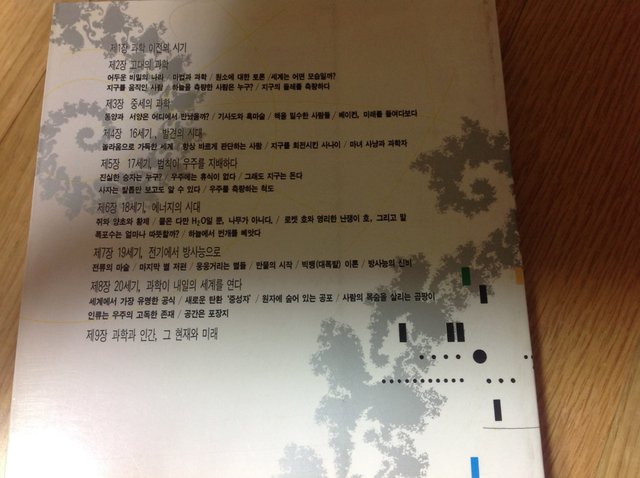 제1장 과학 이전의 시기
제2장 고대의 과학
어두운 비밀의 나라 / 마법과 과학 / 원소에 대한 토론 / 세계는 어떤 모습일까?
지구를 움직인 사람 / 하늘을 측량한 사람은 누구? / 지구의 둘레를 측량하다
제3장 중세의 과학
동양과 서양은 어디에서 만났을까? / 기사도와 흑마술 / 책을 밀수한 사람들 / 베이컨, 미래를 들여다보다
제4장 16세기, 발견의 시대
놀라움으로 가득한 세계 / 항상 바르게 판단하는 사람 / 지구를 회전시킨 사나이 / 마녀 사냥과 과학자
제5장 17세기, 법칙이 우주를 지배하다
진실한 승자는 누구? / 우주에는 휴식이 없다 / 그래도 지구는 돈다
사자는 발톱만 보고도 알 수 있다 / 우주를 측량하는 척도
제6장 18세기, 에너지의 시대
쥐와 양초와 황제 / 물은 다만 H₂O일 뿐, 나무가 아니다. / 로켓 호와 영리한 난쟁이 호, 그리고 말
폭포수는 얼마나 따뜻할까? / 하늘에서 번개를 빼앗다
제7장 19세기, 전기에서 방사능으로
전류의 마술 / 마지막 별 저편 / 웅웅거리는 벌들 / 만물의 시작 / 빅뱅(대폭발) 이론 / 방사능의 신비
제8장 20세기, 과학이 내일의 세계를 연다
세계에서 가장 유명한 공식 / 새로운 탄환 '중성자' / 원자에 숨어 있는 공포 / 사람의 목숨을 살리는 곰팡이
인류는 우주의 고독한 존재 / 공간은 포장지
제9장 과학과 인간, 그 현재와 미래